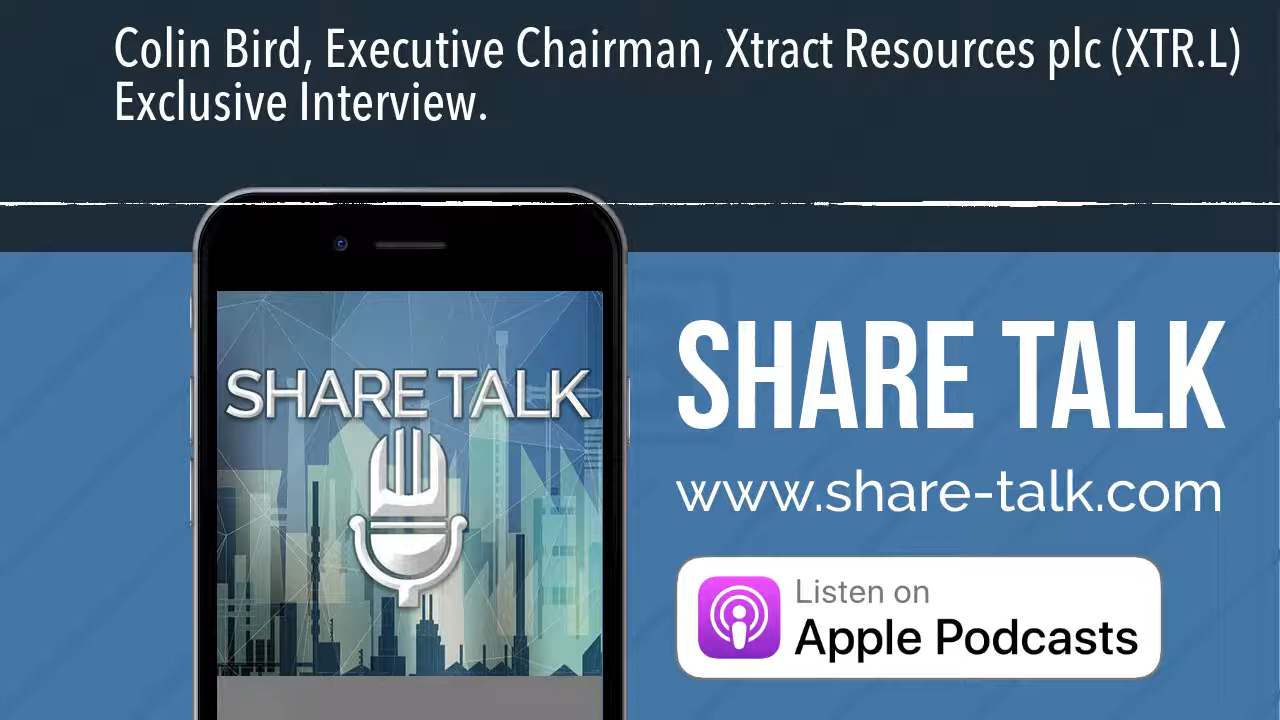 Colin Bird, Executive Chairman, Xtract Resources plc (XTR.L)
Exclusive Interview.
SHARE TALK
SHARE TALK
www.share-talk.com
Listen on
Apple Podcasts